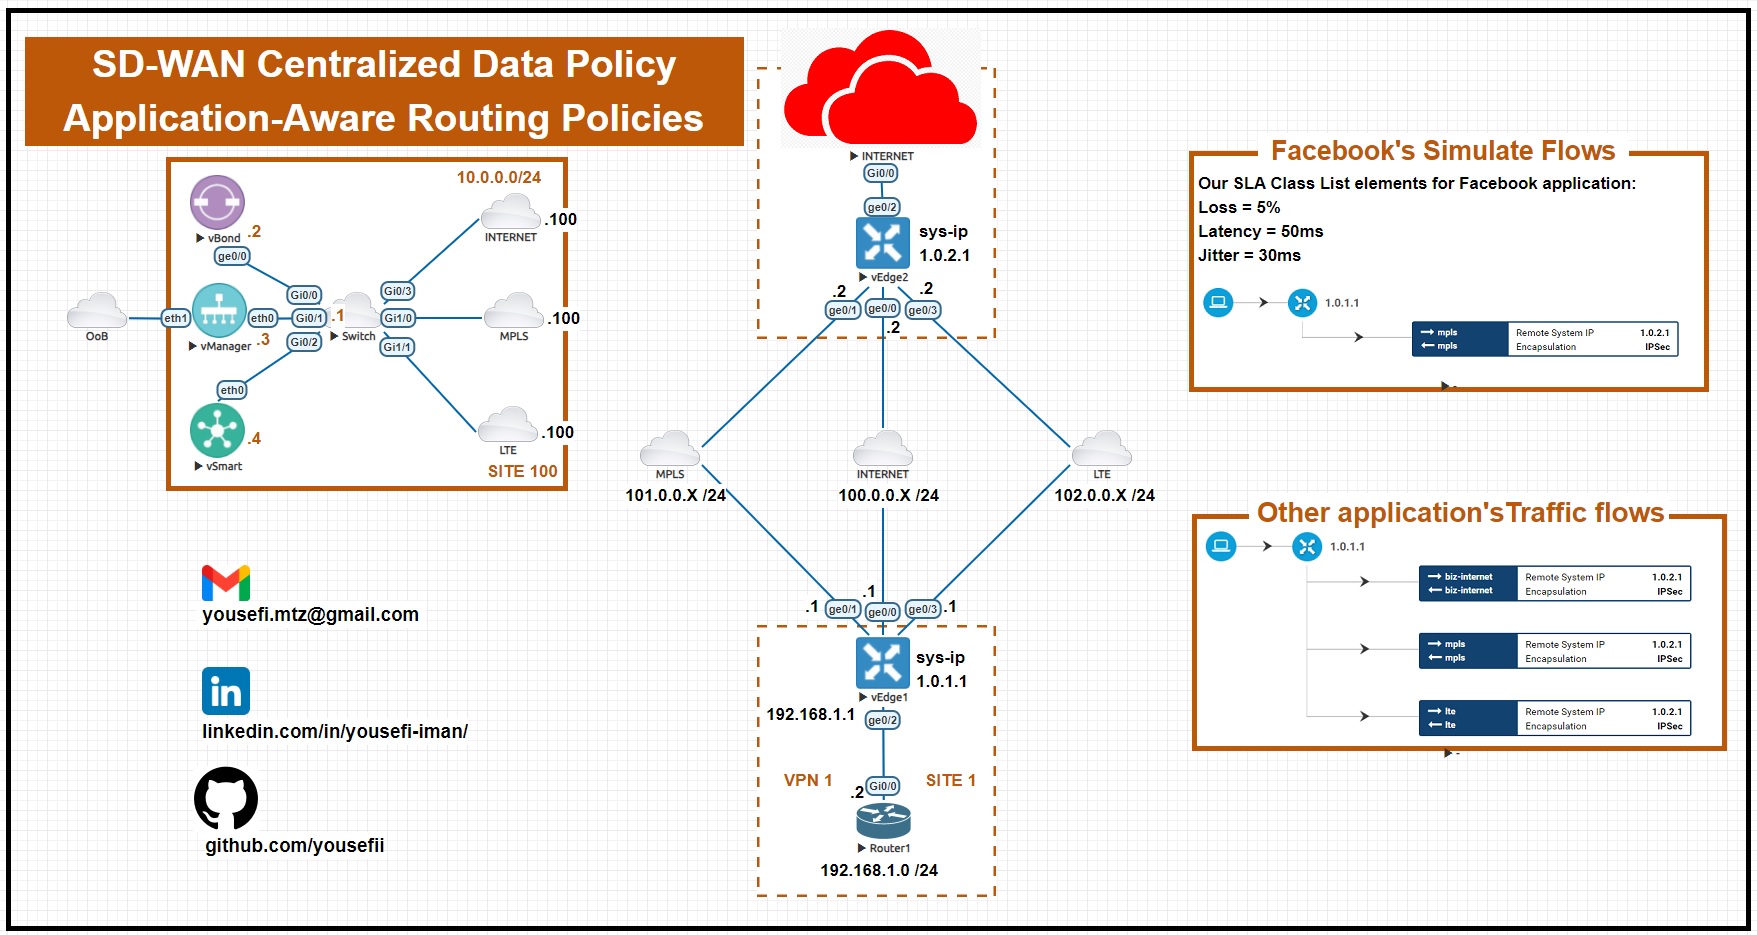 SD-WAN Centralized Data Policy
Application-Aware Routing Policies
10.0.0.0/24
vBond
.2
ge0/0
INTERNET
.100
Gi0/0
Gi0/3
OoB
eth1
eth0
Gi0/1
.1
Gi1/0
MPLS
.100
vManager
.3
Gi0/2
Switch
Gi1/1
eth0
vSmart
.4
LTE
.100
SITE 100
yousefi.mtz@gmail.com
in
linkedin.com/in/yousefi-iman/
github.com/yousefii
INTERNET
Gi0/0
ge0/2
sys-ip
1.0.2.1
vEdge2
.2
.2
ge0/1
ge0/0
ge0/3
.2
MPLS
101.0.0.X /24
INTERNET
100.0.0.X /24
LTE
102.0.0.X /24
.1
ge0/1
.1
ge0/0
ge0/3
.1
sys-ip
1.0.1.1
vEdge1
192.168.1.1
ge0/2
VPN 1
SITE 1
.2
Gi0/0
Router1
192.168.1.0 /24
Facebook's Simulate Flows
Our SLA Class List elements for Facebook application:
Loss = 5%
Latency = 50ms
Jitter = 30ms
1.0.1.1
mpls Remote System IP 1.0.2.1
mpls Encapsulation IPSec
-
Other application'sTraffic flows
1.0.1.1
biz-internet Remote System IP 1.0.2.1
biz-internet Encapsulation IPSec
mpls Remote System IP 1.0.2.1
mpls Encapsulation IPSec
lte Remote System IP 1.0.2.1
lte Encapsulation IPSec
-